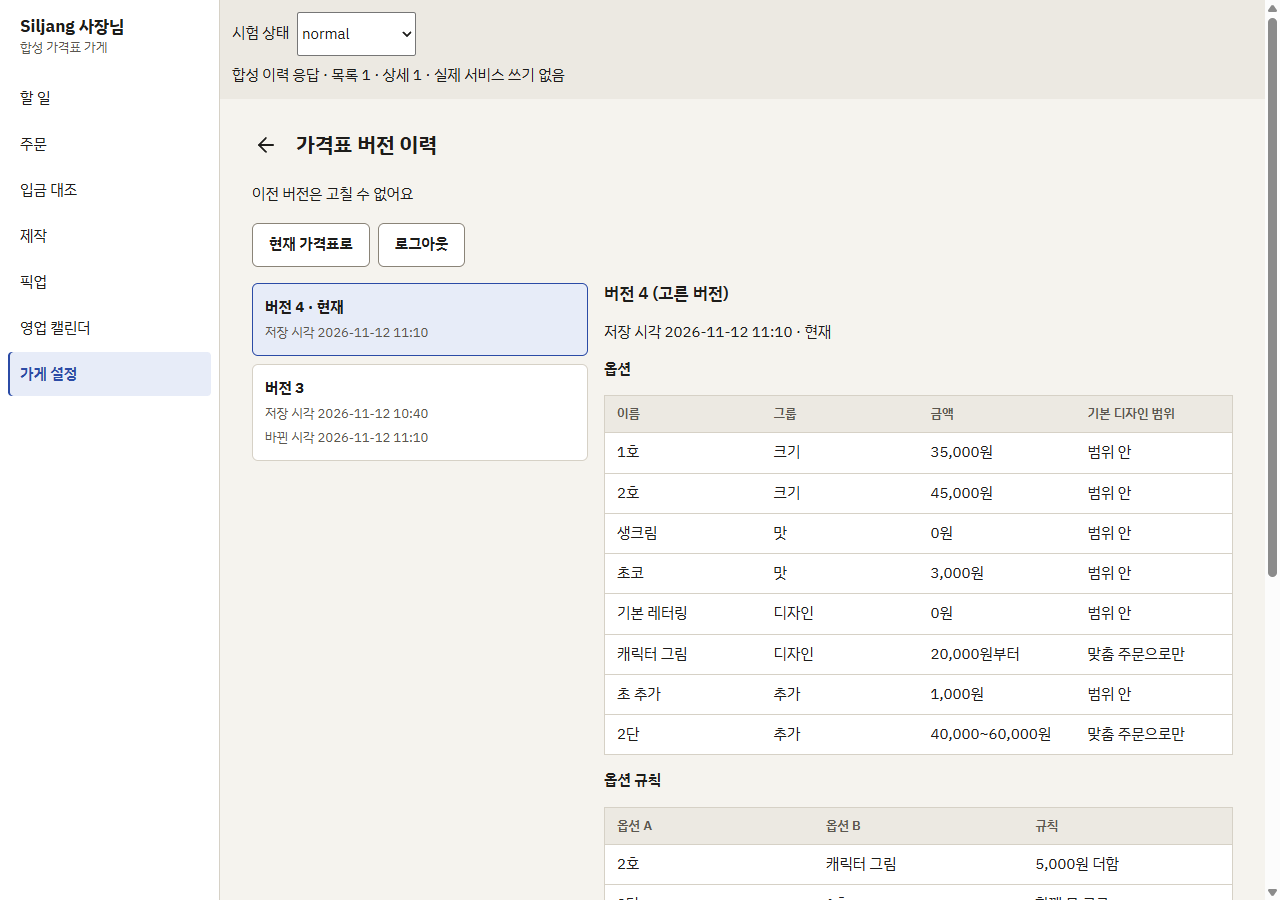 Siljang 사장님
합성 가격표 가게
할 일
주문
입금 대조
제작
픽업
영업 캘린더
가게 설정
시험 상태 normal
합성 이력 응답 · 목록 1 · 상세 1 · 실제 서비스 쓰기 없음
← 가격표 버전 이력
이전 버전은 고칠 수 없어요
현재 가격표로 로그아웃
버전 4 · 현재
저장 시각 2026-11-12 11:10
버전 3
저장 시각 2026-11-12 10:40
바뀐 시각 2026-11-12 11:10
버전 4 (고른 버전)
저장 시각 2026-11-12 11:10 · 현재
옵션
이름 그룹 금액 기본 디자인 범위
1호 크기 35,000원 범위 안
2호 크기 45,000원 범위 안
생크림 맛 0원 범위 안
초코 맛 3,000원 범위 안
기본 레터링 디자인 0원 범위 안
캐릭터 그림 디자인 20,000원부터 맞춤 주문으로만
초 추가 추가 1,000원 범위 안
2단 추가 40,000~60,000원 맞춤 주문으로만
옵션 규칙
옵션 A 옵션 B 규칙
2호 캐릭터 그림 5,000원 더함